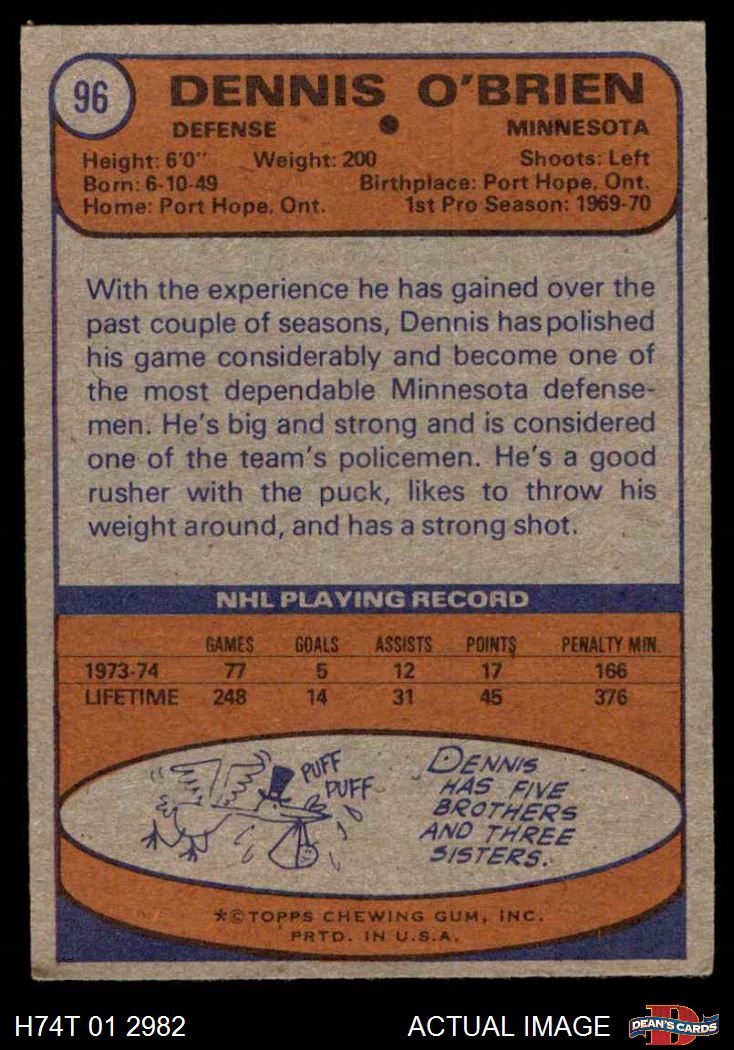 96
DENNIS O'BRIEN
DEFENSE • MINNESOTA
Height: 6'0" Weight: 200 Shoots: Left
Born: 6-10-49 Birthplace: Port Hope, Ont.
Home: Port Hope, Ont. 1st Pro Season: 1969-70
With the experience he has gained over the
past couple of seasons, Dennis has polished
his game considerably and become one of
the most dependable Minnesota defense-
men. He's big and strong and is considered
one of the team's policemen. He's a good
rusher with the puck, likes to throw his
weight around, and has a strong shot.
NHL PLAYING RECORD
GAMES GOALS ASSISTS POINTS PENALTY MIN.
1973-74 77 5 12 17 166
LIFETIME 248 14 31 45 376
PUFF
PUFF
DENNIS
HAS FIVE
BROTHERS
AND THREE
SISTERS.
*©TOPPS CHEWING GUM, INC.
PRTD. IN U.S.A.
H74T 01 2982 ACTUAL IMAGE D DEAN'S CARDS